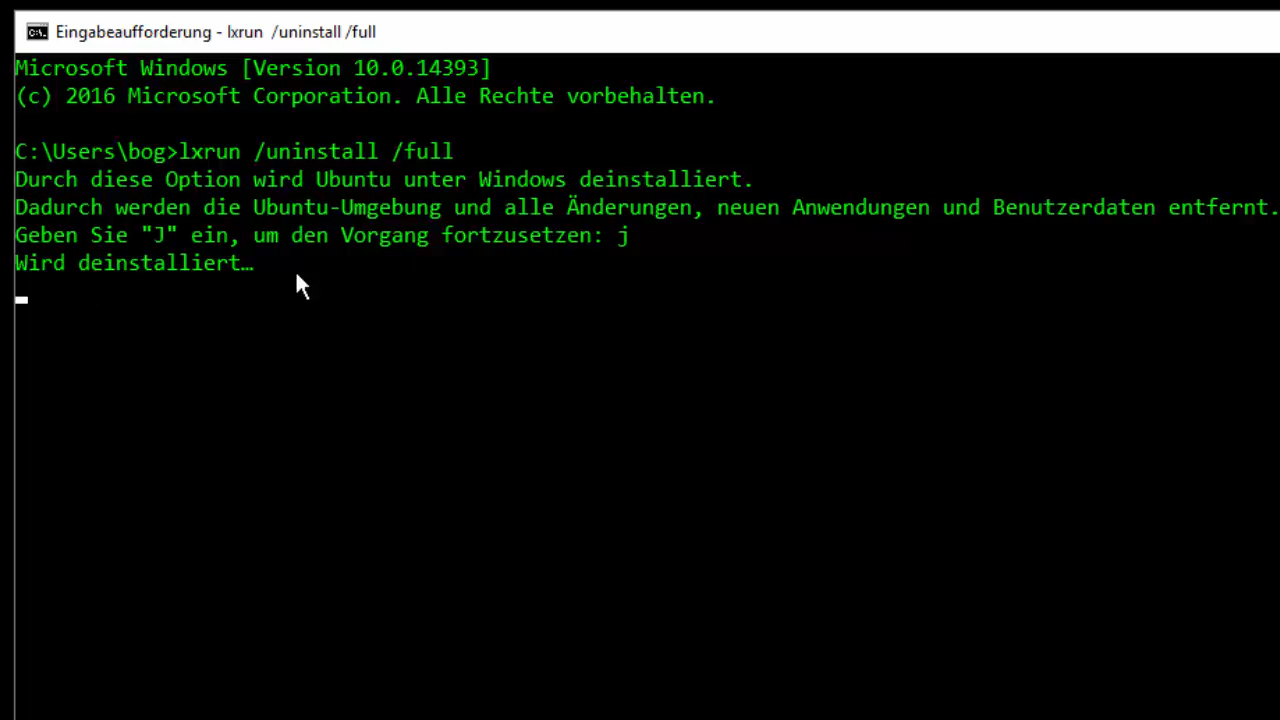 Eingabeaufforderung - lxrun  /uninstall /full
Microsoft Windows [Version 10.0.14393]
(c) 2016 Microsoft Corporation. Alle Rechte vorbehalten.
C:\Users\bog>lxrun /uninstall /full
Durch diese Option wird Ubuntu unter Windows deinstalliert.
Dadurch werden die Ubuntu-Umgebung und alle Änderungen, neuen Anwendungen und Benutzerdaten entfernt.
Geben Sie "J" ein, um den Vorgang fortzusetzen: j
Wird deinstalliert…